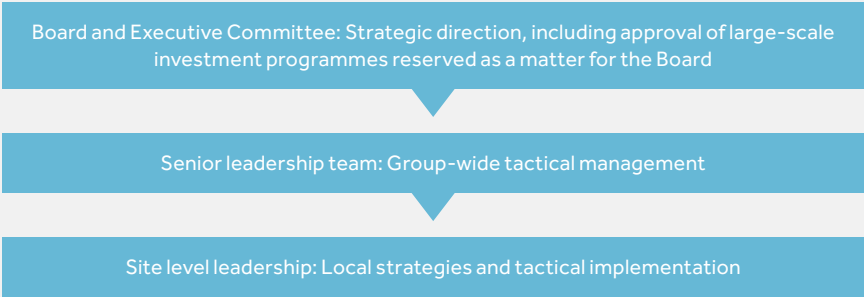 Board and Executive Committee: Strategic direction, including approval of large-scale
investment programmes reserved as a matter for the Board
Senior leadership team: Group-wide tactical management
Site level leadership: Local strategies and tactical implementation